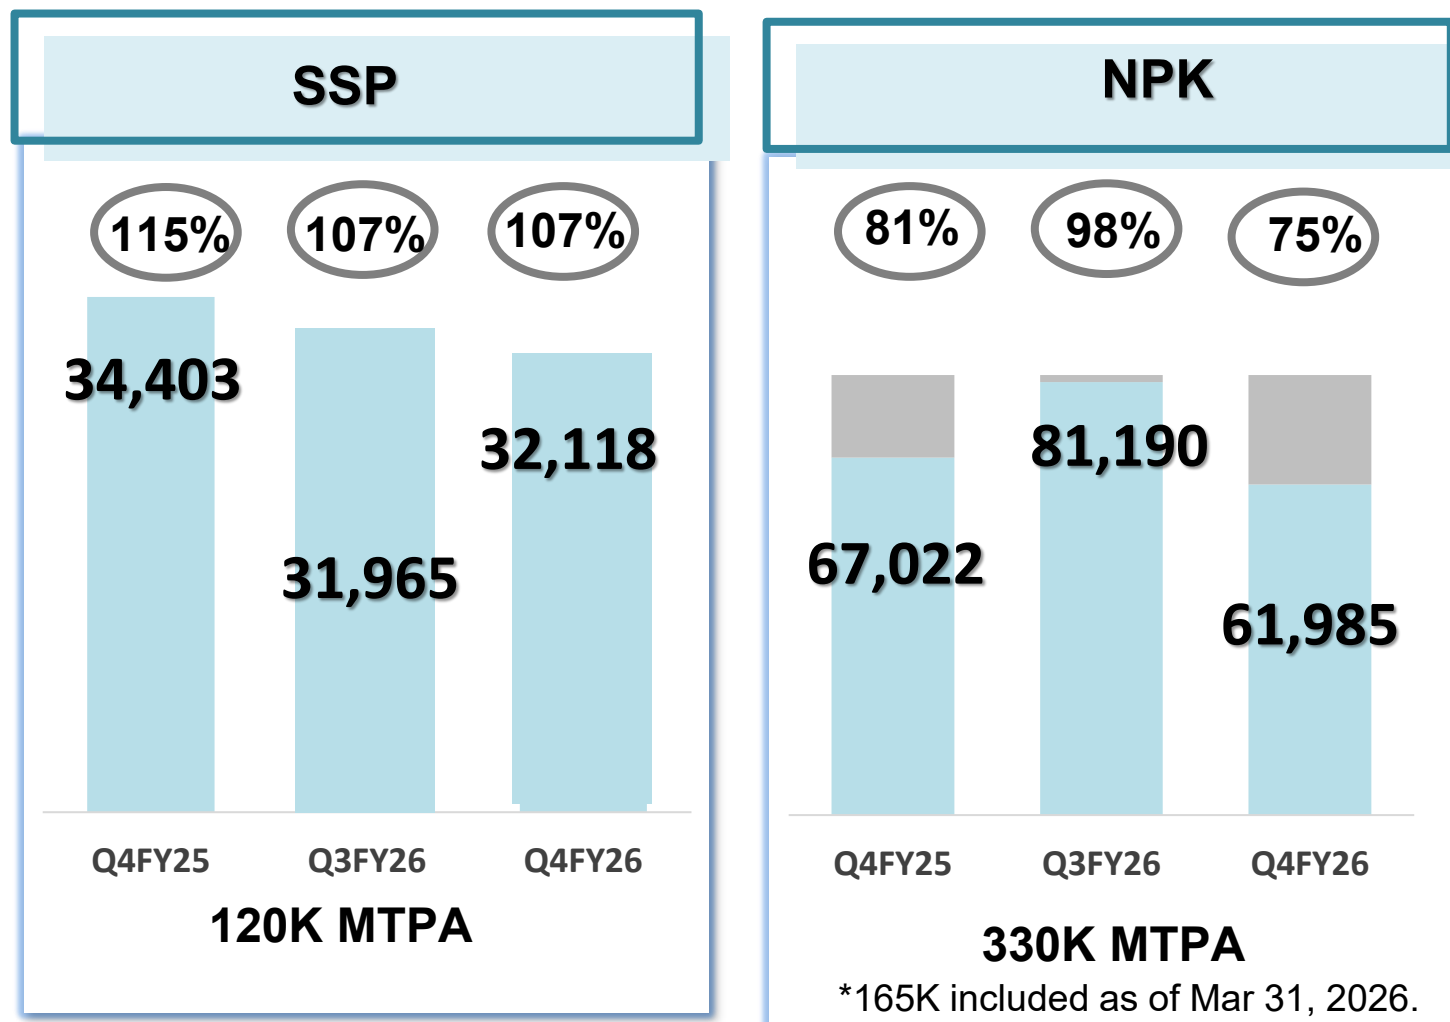 SSP
115%
107%
107%
34,403
31,965
32,118
Q4FY25
Q3FY26
Q4FY26
120K MTPA
NPK
81%
98%
75%
67,022
81,190
61,985
Q4FY25
Q3FY26
Q4FY26
330K MTPA
*165K included as of Mar 31, 2026.